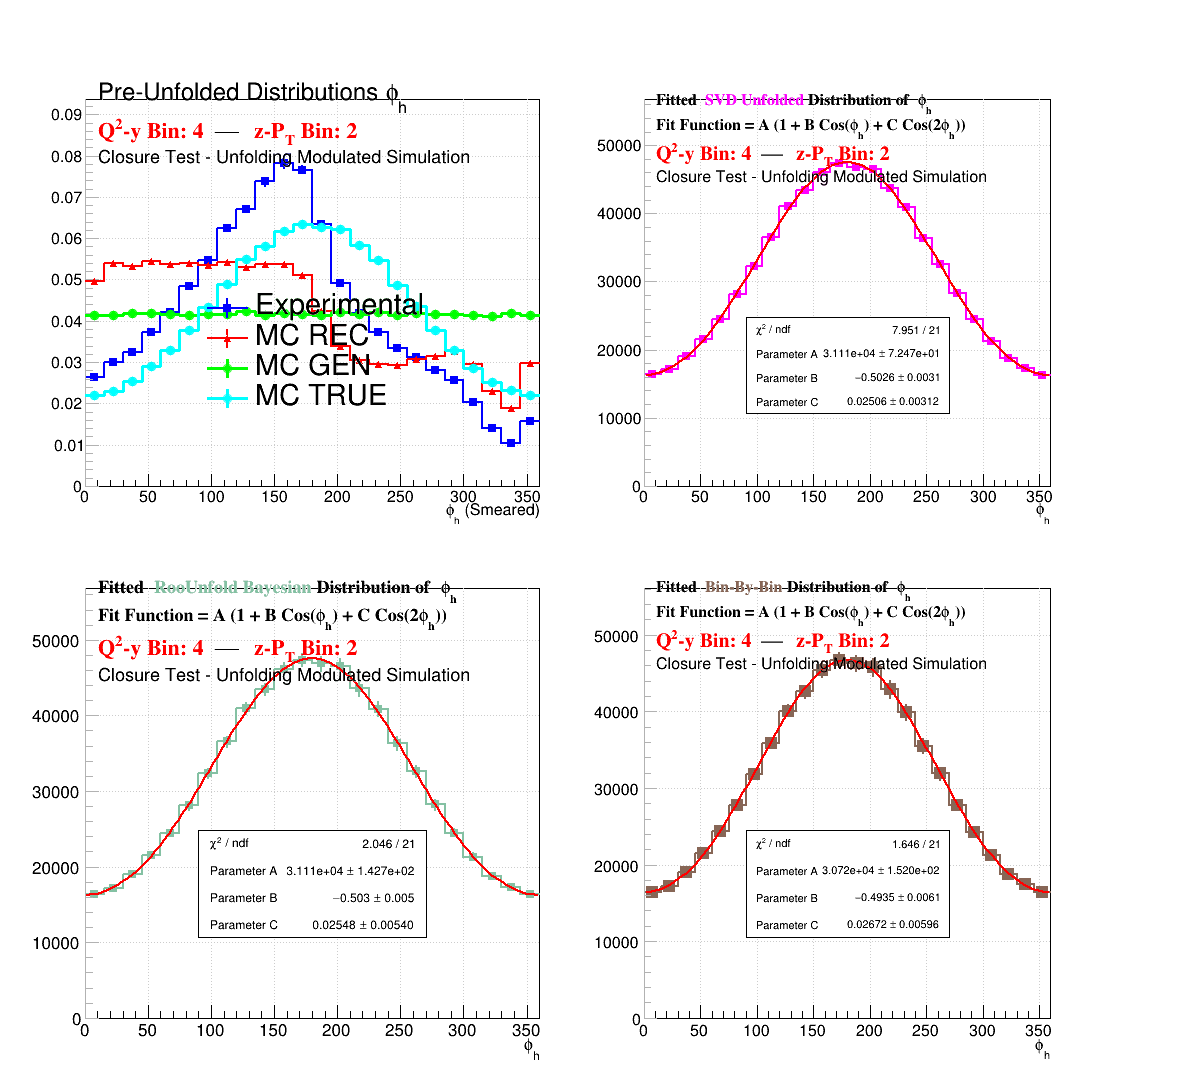 Pre-Unfolded Distributions ϕh
Q²-y Bin: 4 — z-PT Bin: 2
Closure Test - Unfolding Modulated Simulation
0.09
0.08
0.07
0.06
0.05
0.04
0.03
0.02
0.01
0
Experimental
MC REC
MC GEN
MC TRUE
0 50 100 150 200 250 300 350
ϕh (Smeared)
Fitted SVD Unfolded Distribution of ϕh
Fit Function = A (1 + B Cos(ϕh) + C Cos(2ϕh))
Q²-y Bin: 4 — z-PT Bin: 2
Closure Test - Unfolding Modulated Simulation
50000
40000
30000
20000
10000
0
χ² / ndf 7.951 / 21
Parameter A 3.111e+04 ± 7.247e+01
Parameter B −0.5026 ± 0.0031
Parameter C 0.02506 ± 0.00312
0 50 100 150 200 250 300 350
ϕh
Fitted RooUnfold Bayesian Distribution of ϕh
Fit Function = A (1 + B Cos(ϕh) + C Cos(2ϕh))
Q²-y Bin: 4 — z-PT Bin: 2
Closure Test - Unfolding Modulated Simulation
50000
40000
30000
20000
10000
0
χ² / ndf 2.046 / 21
Parameter A 3.111e+04 ± 1.427e+02
Parameter B −0.503 ± 0.005
Parameter C 0.02548 ± 0.00540
0 50 100 150 200 250 300 350
ϕh
Fitted Bin-By-Bin Distribution of ϕh
Fit Function = A (1 + B Cos(ϕh) + C Cos(2ϕh))
Q²-y Bin: 4 — z-PT Bin: 2
Closure Test - Unfolding Modulated Simulation
50000
40000
30000
20000
10000
0
χ² / ndf 1.646 / 21
Parameter A 3.072e+04 ± 1.520e+02
Parameter B −0.4935 ± 0.0061
Parameter C 0.02672 ± 0.00596
0 50 100 150 200 250 300 350
ϕh